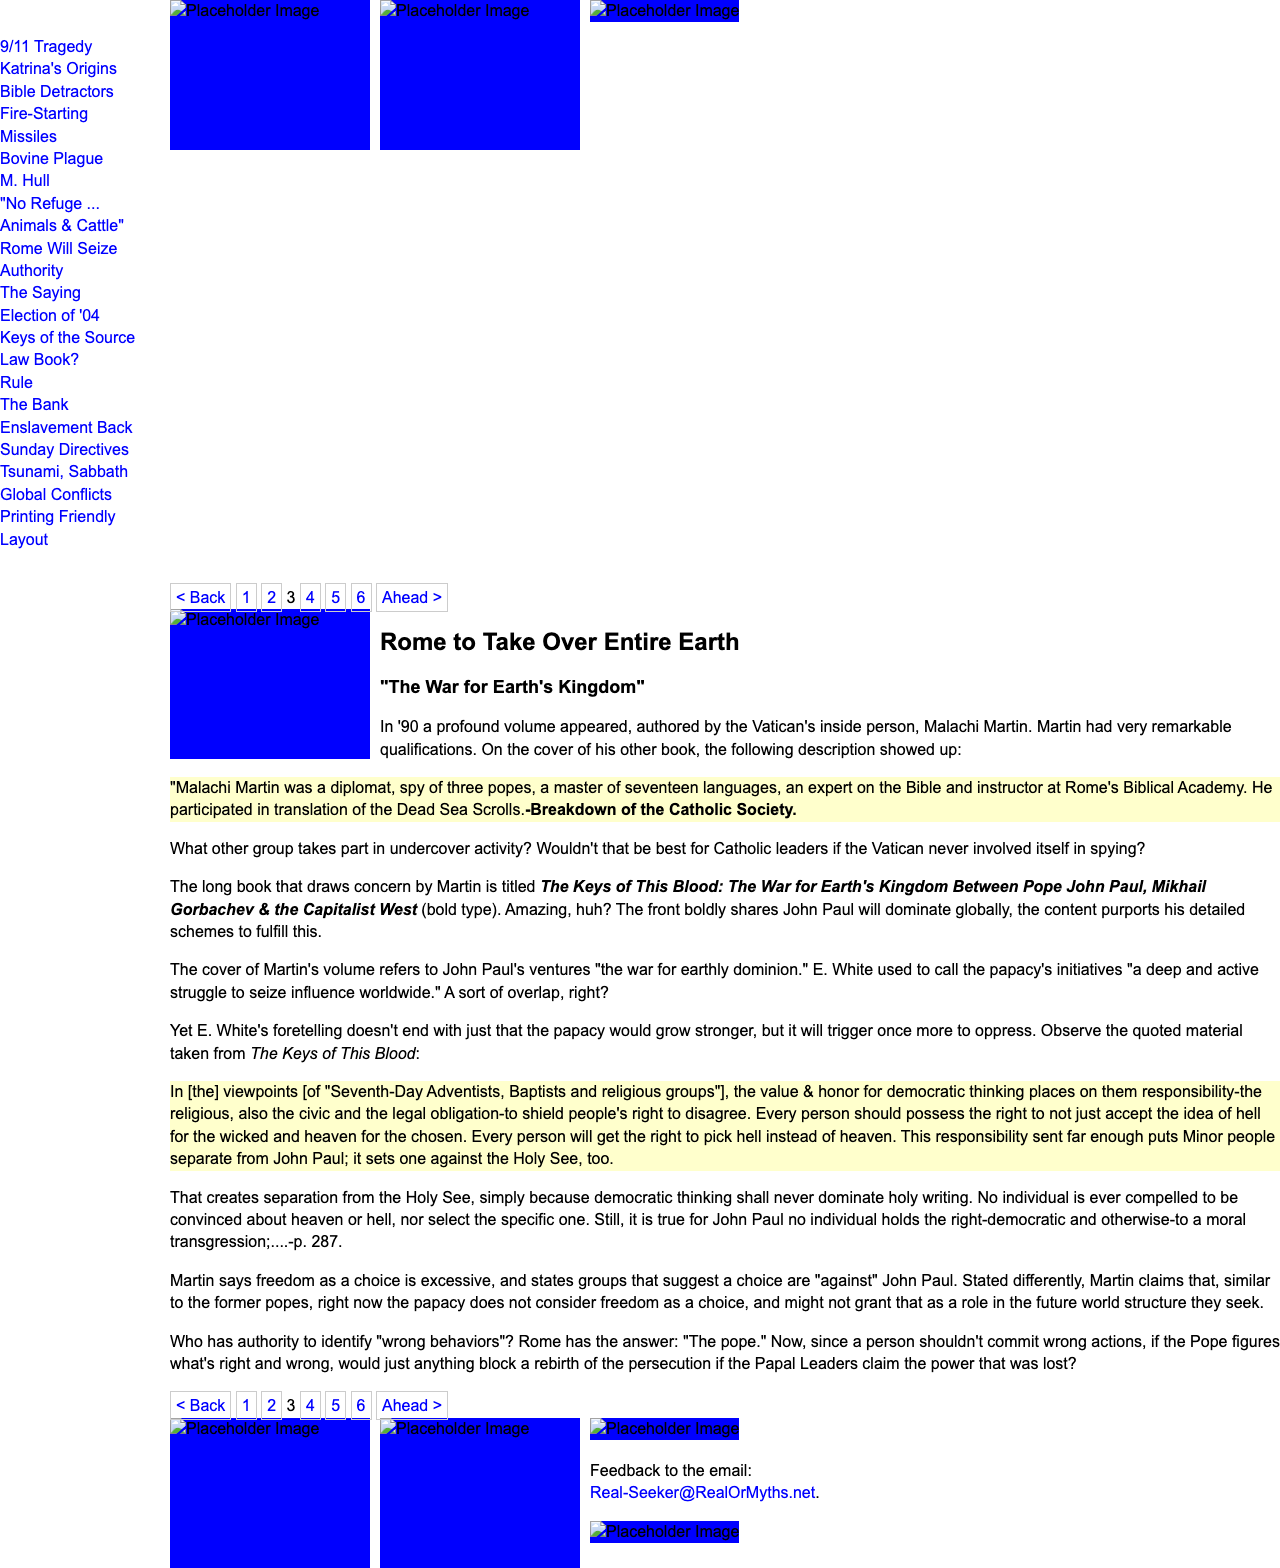 Placeholder Image
Placeholder Image
Placeholder Image
9/11 Tragedy
Katrina's Origins
Bible Detractors
Fire-Starting
Missiles
Bovine Plague
M. Hull
"No Refuge ...
Animals & Cattle"
Rome Will Seize
Authority
The Saying
Election of '04
Keys of the Source
Law Book?
Rule
The Bank
Enslavement Back
Sunday Directives
Tsunami, Sabbath
Global Conflicts
Printing Friendly
Layout
< Back 1 2 3 4 5 6 Ahead >
Placeholder Image
Rome to Take Over Entire Earth
"The War for Earth's Kingdom"
In '90 a profound volume appeared, authored by the Vatican's inside person, Malachi Martin. Martin had very remarkable
qualifications. On the cover of his other book, the following description showed up:
"Malachi Martin was a diplomat, spy of three popes, a master of seventeen languages, an expert on the Bible and instructor at Rome's Biblical Academy. He
participated in translation of the Dead Sea Scrolls.-Breakdown of the Catholic Society.
What other group takes part in undercover activity? Wouldn't that be best for Catholic leaders if the Vatican never involved itself in spying?
The long book that draws concern by Martin is titled The Keys of This Blood: The War for Earth's Kingdom Between Pope John Paul, Mikhail
Gorbachev & the Capitalist West (bold type). Amazing, huh? The front boldly shares John Paul will dominate globally, the content purports his detailed
schemes to fulfill this.
The cover of Martin's volume refers to John Paul's ventures "the war for earthly dominion." E. White used to call the papacy's initiatives "a deep and active
struggle to seize influence worldwide." A sort of overlap, right?
Yet E. White's foretelling doesn't end with just that the papacy would grow stronger, but it will trigger once more to oppress. Observe the quoted material
taken from The Keys of This Blood:
In [the] viewpoints [of "Seventh-Day Adventists, Baptists and religious groups"], the value & honor for democratic thinking places on them responsibility-the
religious, also the civic and the legal obligation-to shield people's right to disagree. Every person should possess the right to not just accept the idea of hell
for the wicked and heaven for the chosen. Every person will get the right to pick hell instead of heaven. This responsibility sent far enough puts Minor people
separate from John Paul; it sets one against the Holy See, too.
That creates separation from the Holy See, simply because democratic thinking shall never dominate holy writing. No individual is ever compelled to be
convinced about heaven or hell, nor select the specific one. Still, it is true for John Paul no individual holds the right-democratic and otherwise-to a moral
transgression;....-p. 287.
Martin says freedom as a choice is excessive, and states groups that suggest a choice are "against" John Paul. Stated differently, Martin claims that, similar
to the former popes, right now the papacy does not consider freedom as a choice, and might not grant that as a role in the future world structure they seek.
Who has authority to identify "wrong behaviors"? Rome has the answer: "The pope." Now, since a person shouldn't commit wrong actions, if the Pope figures
what's right and wrong, would just anything block a rebirth of the persecution if the Papal Leaders claim the power that was lost?
< Back 1 2 3 4 5 6 Ahead >
Placeholder Image
Placeholder Image
Placeholder Image
Feedback to the email:
Real-Seeker@RealOrMyths.net.
Placeholder Image